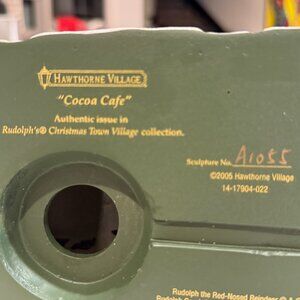 HAWTHORNE VILLAGE
"Cocoa Cafe"
Authentic issue in
Rudolph's® Christmas Town Village collection.
Sculpture No. A1055
©2005 Hawthorne Village
14-17904-022
Rudolph the Red-Nosed Reindeer